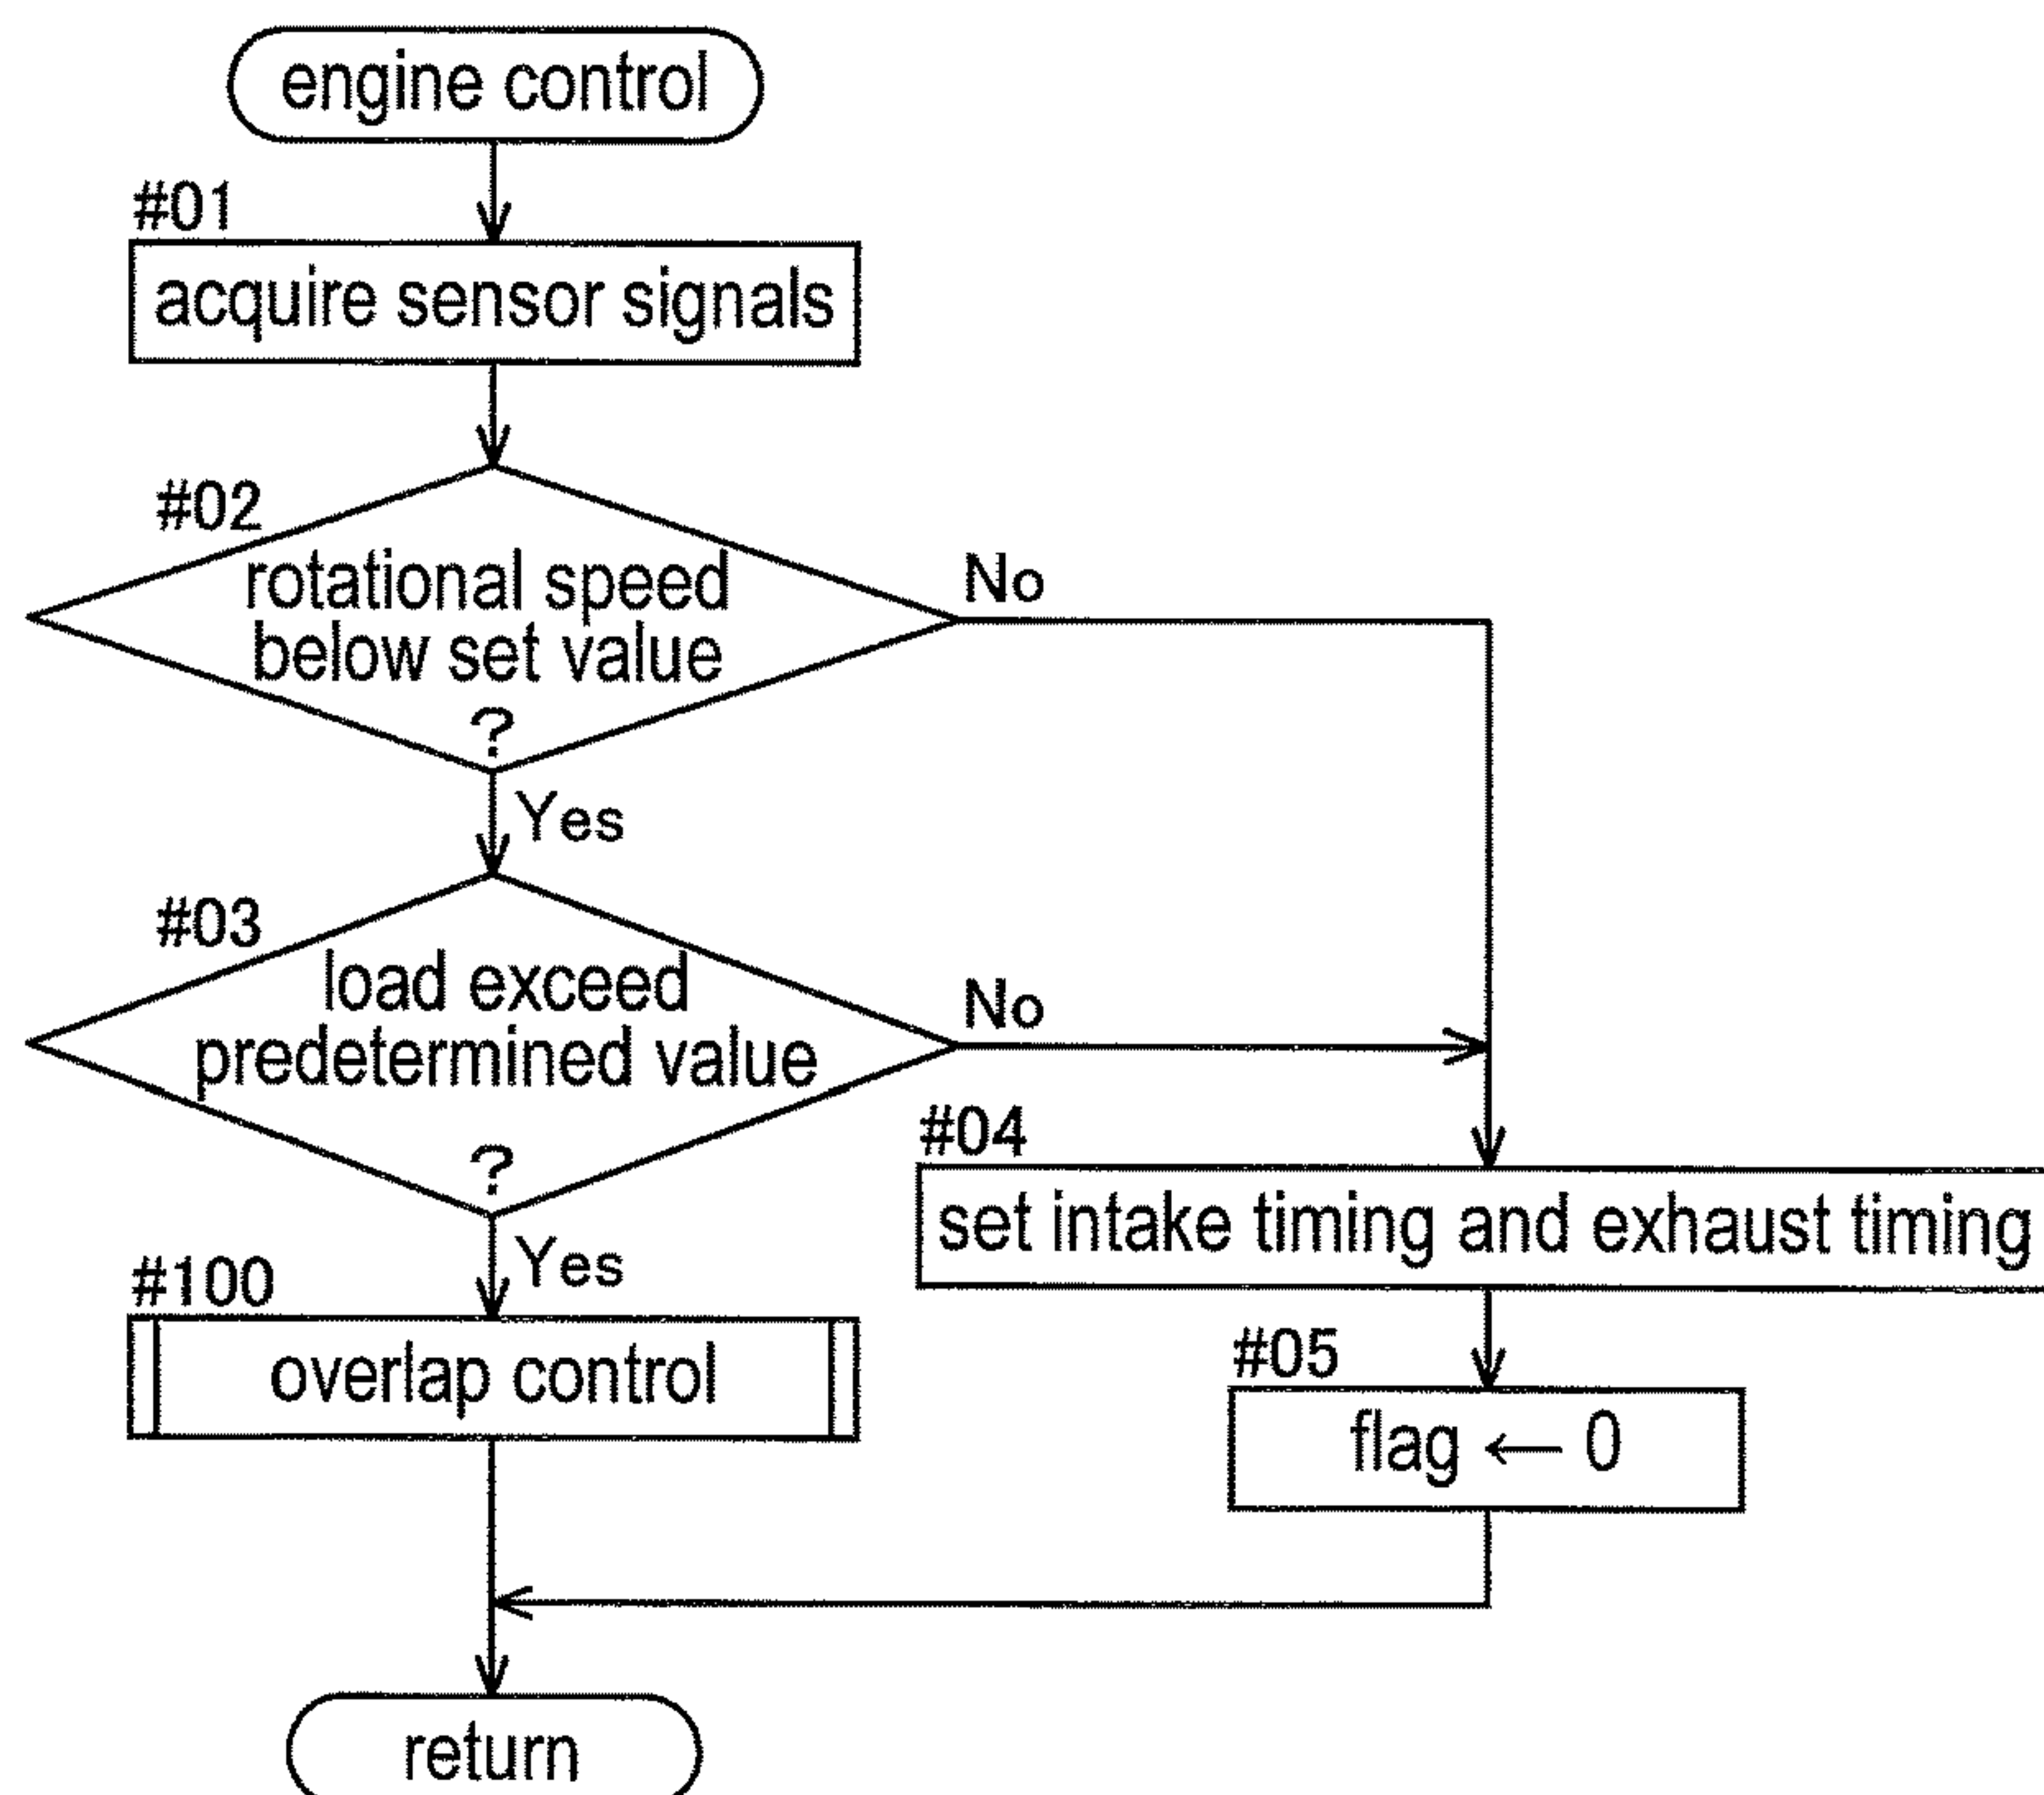 engine control
#01
acquire sensor signals
#02
rotational speed
below set value
?
No
Yes
#03
load exceed
predetermined value
?
No
Yes
#04
set intake timing and exhaust timing
#100
overlap control
#05
flag ← 0
return